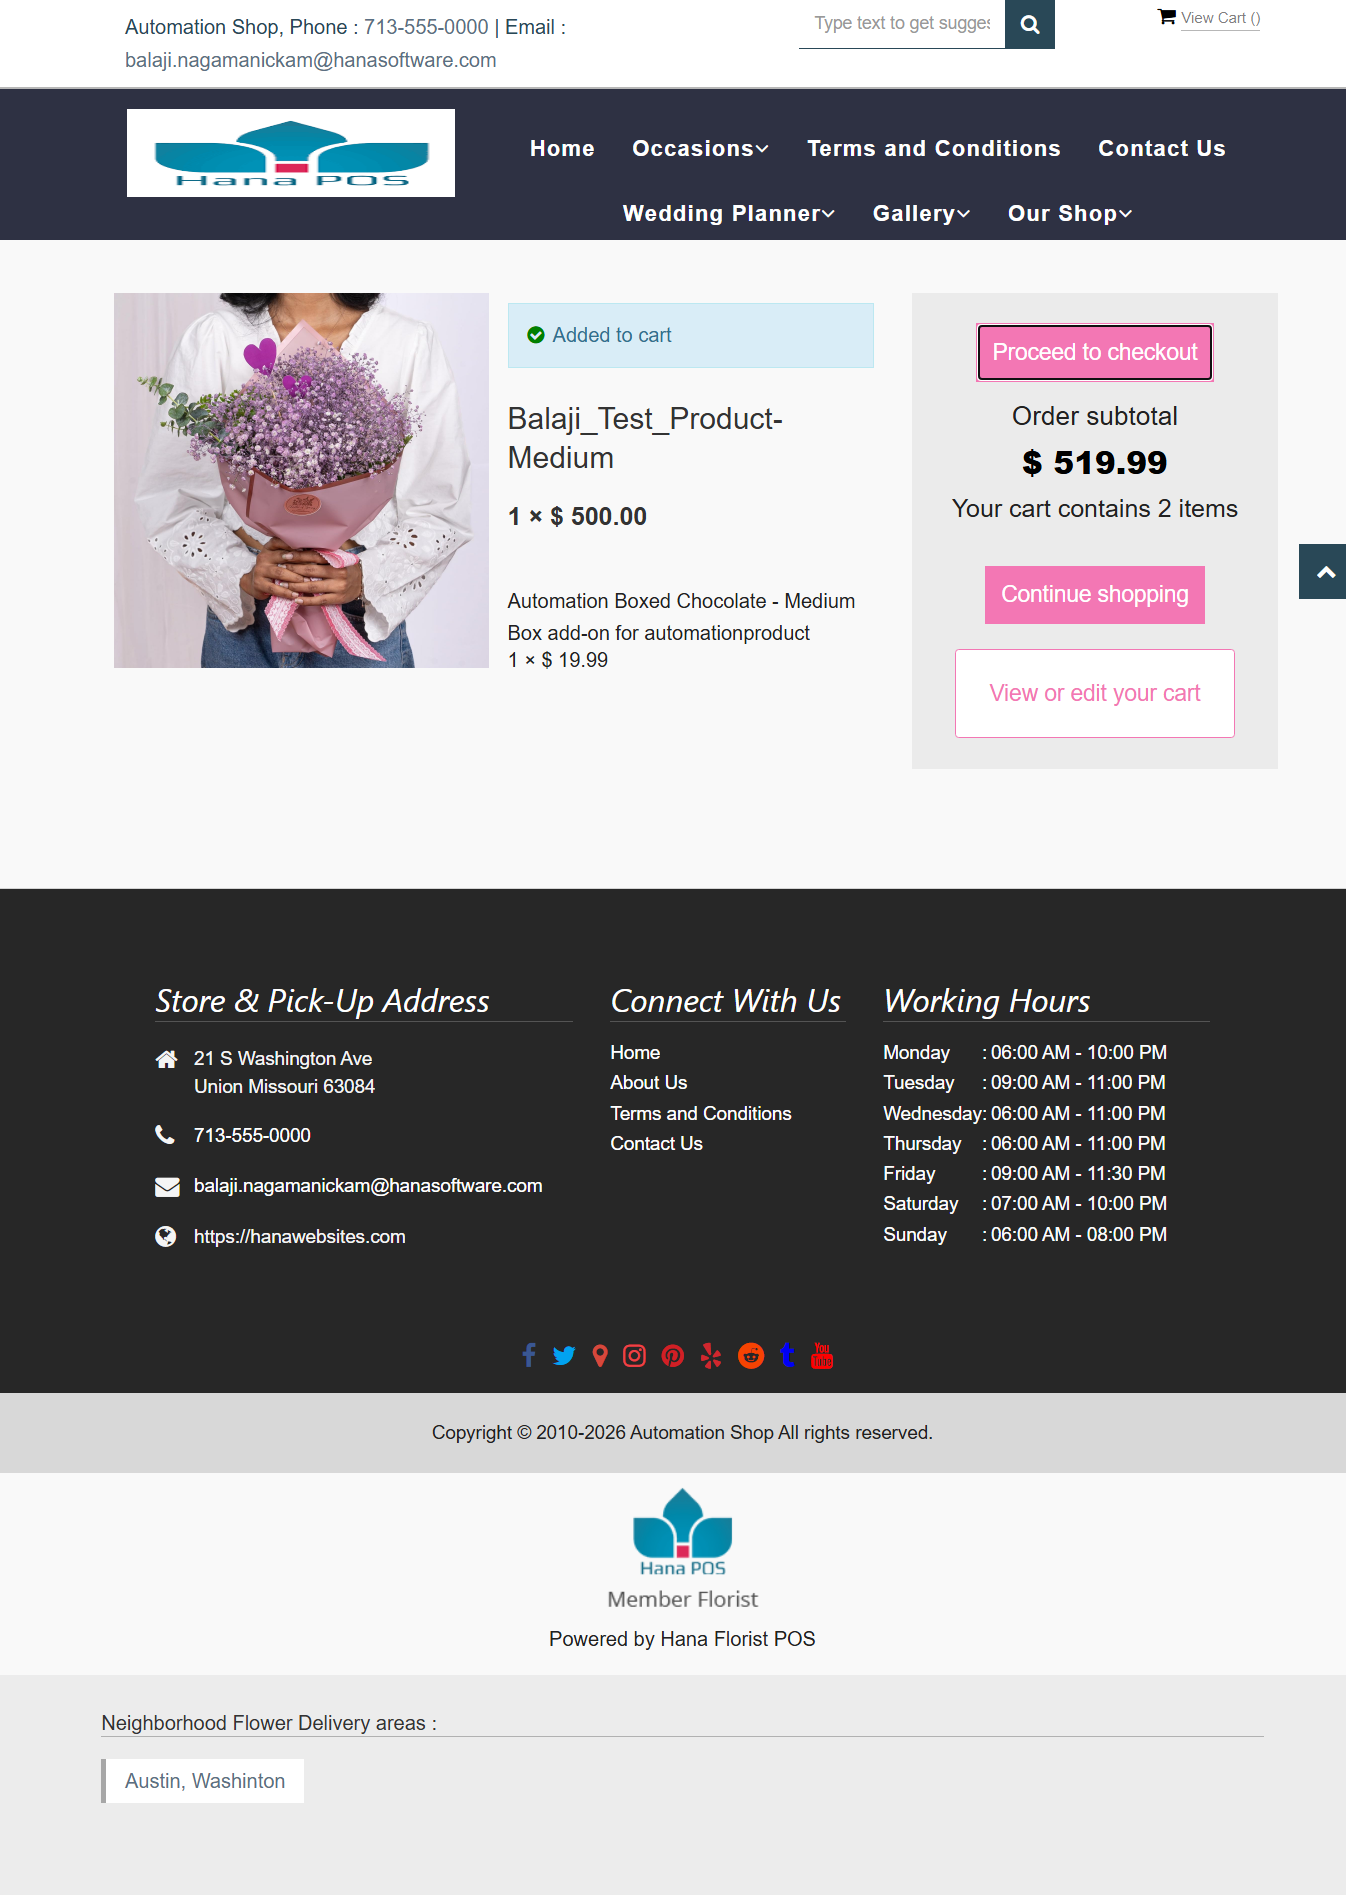 Automation Shop, Phone : 713-555-0000 | Email :
balaji.nagamanickam@hanasoftware.com
Type text to get sugges
View Cart ()
Hana POS
Home Occasions Terms and Conditions Contact Us
Wedding Planner Gallery Our Shop
Added to cart
Balaji_Test_Product-
Medium
1 × $ 500.00
Automation Boxed Chocolate - Medium
Box add-on for automationproduct
1 × $ 19.99
Proceed to checkout
Order subtotal
$ 519.99
Your cart contains 2 items
Continue shopping
View or edit your cart
Store & Pick-Up Address
21 S Washington Ave
Union Missouri 63084
713-555-0000
balaji.nagamanickam@hanasoftware.com
https://hanawebsites.com
Connect With Us
Home
About Us
Terms and Conditions
Contact Us
Working Hours
Monday : 06:00 AM - 10:00 PM
Tuesday : 09:00 AM - 11:00 PM
Wednesday: 06:00 AM - 11:00 PM
Thursday : 06:00 AM - 11:00 PM
Friday : 09:00 AM - 11:30 PM
Saturday : 07:00 AM - 10:00 PM
Sunday : 06:00 AM - 08:00 PM
You
Tube
Copyright © 2010-2026 Automation Shop All rights reserved.
Hana POS
Member Florist
Powered by Hana Florist POS
Neighborhood Flower Delivery areas :
Austin, Washinton